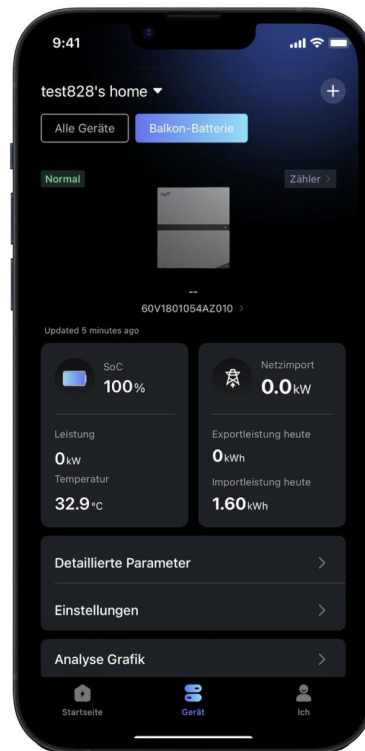 9:41
test828's home
Alle Geräte Balkon-Batterie
Normal Zähler
--
60V1801054AZ010
Updated 5 minutes ago
SoC
100%
Leistung
0kW
Temperatur
32.9°C
Netzimport
0.0kW
Exportleistung heute
0kWh
Importleistung heute
1.60kWh
Detaillierte Parameter
Einstellungen
Analyse Grafik
Startseite Gerät Ich